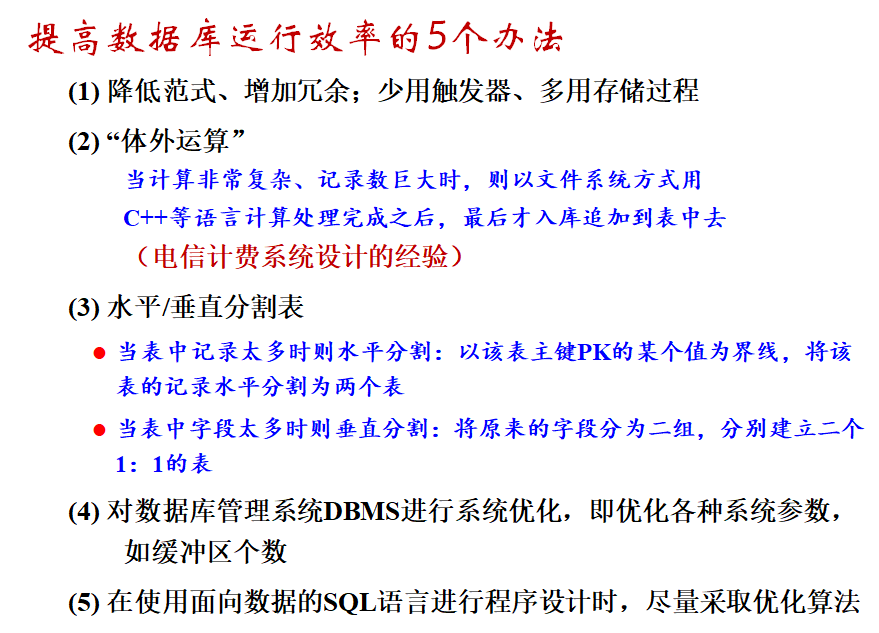 提高数据库运行效率的5个办法
(1) 降低范式、增加冗余；少用触发器、多用存储过程
(2) “体外运算”
当计算非常复杂、记录数巨大时，则以文件系统方式用
C++等语言计算处理完成之后，最后才入库追加到表中去
（电信计费系统设计的经验）
(3) 水平/垂直分割表
● 当表中记录太多时则水平分割：以该表主键PK的某个值为界线，将该
表的记录水平分割为两个表
● 当表中字段太多时则垂直分割：将原来的字段分为二组，分别建立二个
1：1的表
(4) 对数据库管理系统DBMS进行系统优化，即优化各种系统参数，
如缓冲区个数
(5) 在使用面向数据的SQL语言进行程序设计时，尽量采取优化算法